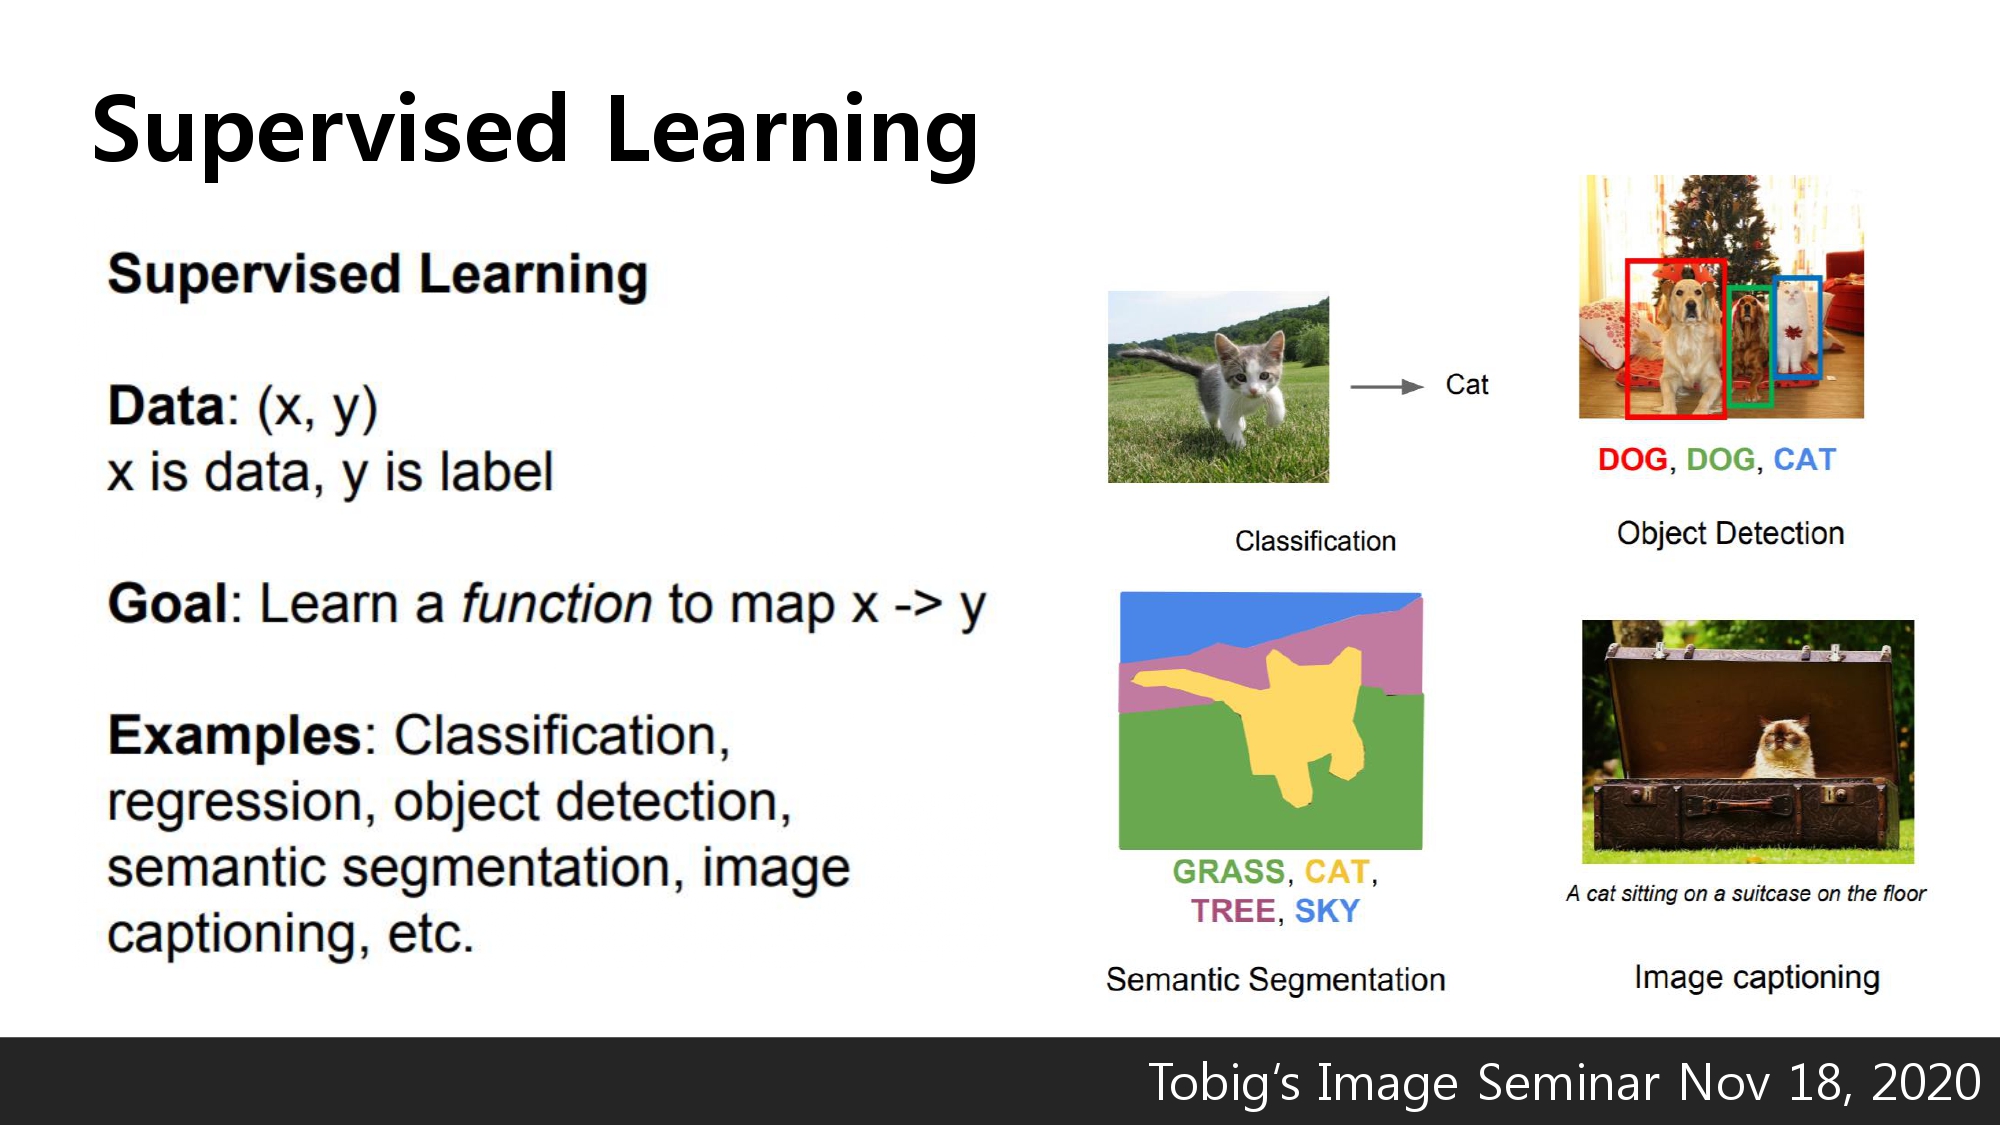 Supervised Learning
Supervised Learning
Data: (x, y)
x is data, y is label
Goal: Learn a function to map x -> y
Examples: Classification,
regression, object detection,
semantic segmentation, image
captioning, etc.
Cat
Classification
DOG, DOG, CAT
Object Detection
GRASS, CAT,
TREE, SKY
Semantic Segmentation
A cat sitting on a suitcase on the floor
Image captioning
Tobig‘s Image Seminar Nov 18, 2020